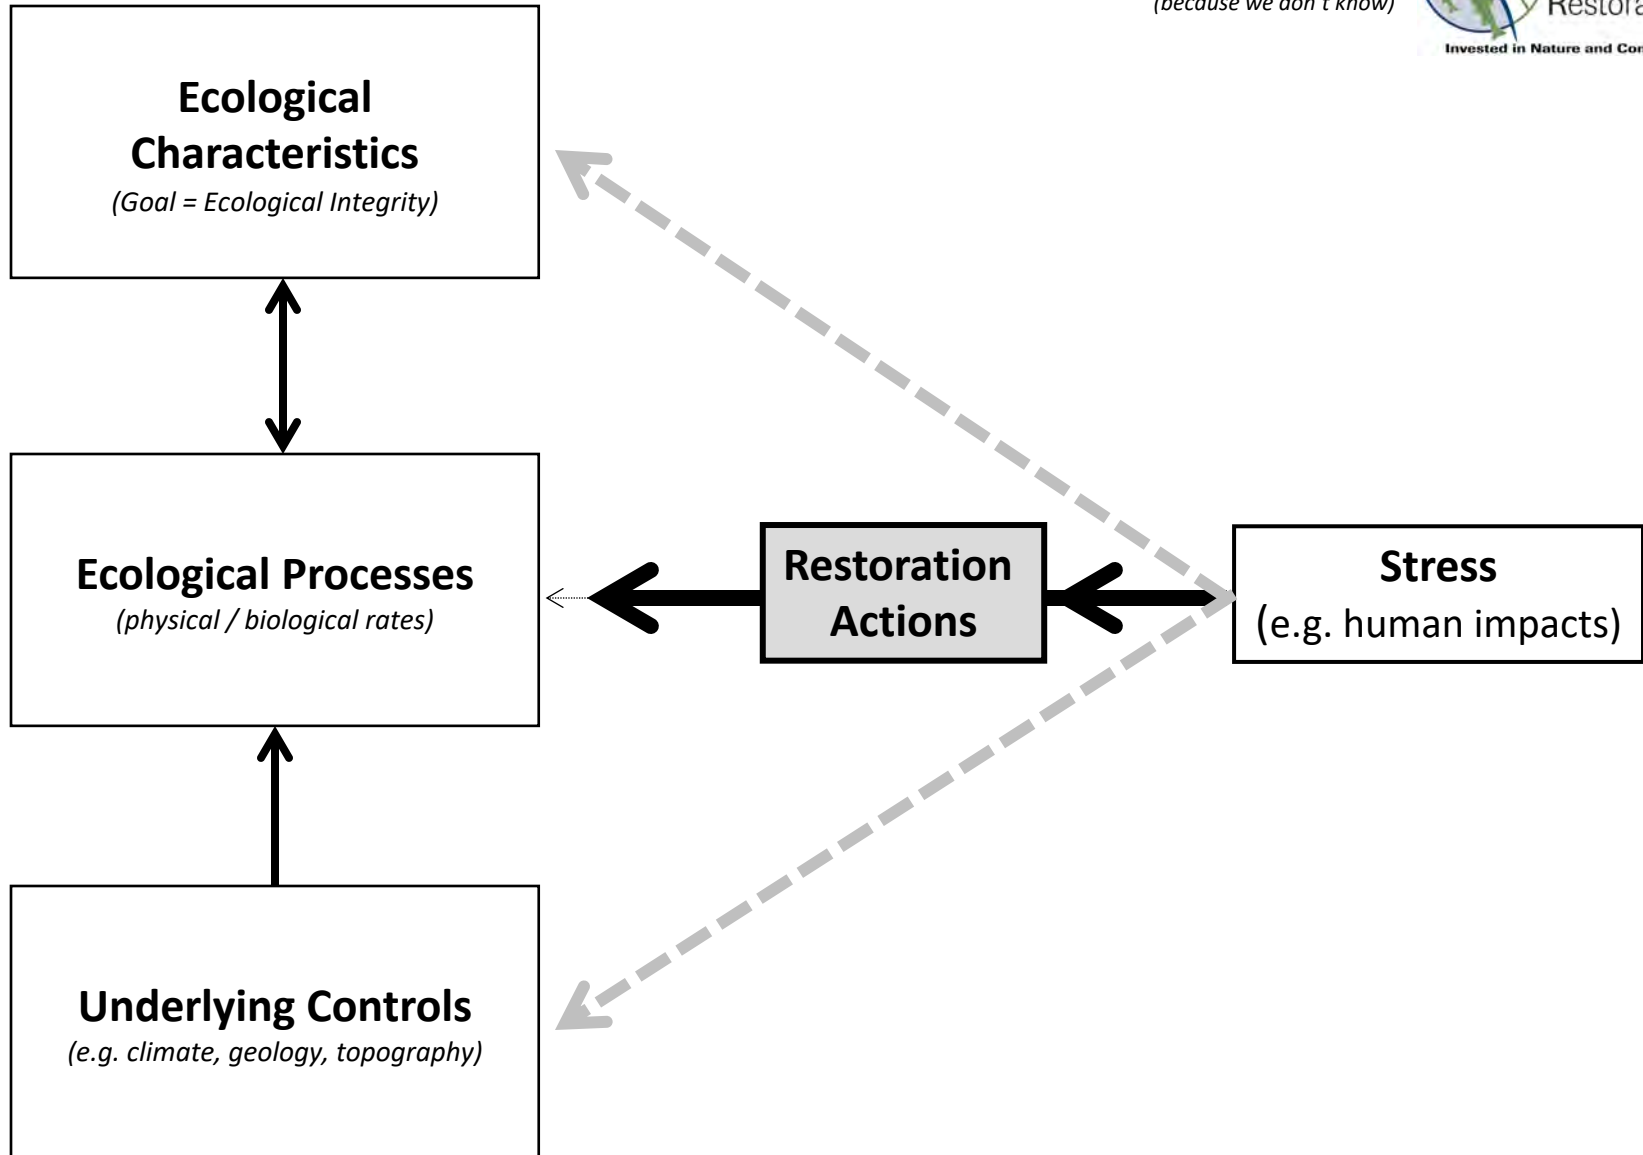 (because we don't know)
Invested in Nature and
Ecological
Characteristics
(Goal = Ecological Integrity)
Ecological Processes
(physical / biological rates)
Restoration
Actions
Stress
(e.g. human impacts)
Underlying Controls
(e.g. climate, geology, topography)